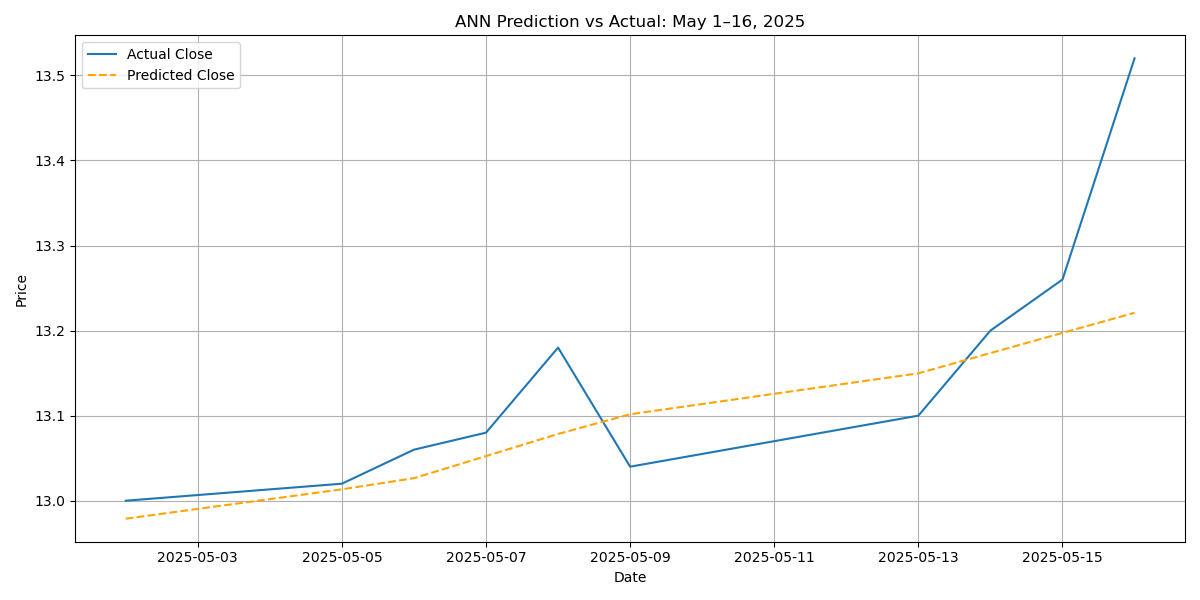 ANN Prediction vs Actual: May 1–16, 2025
Actual Close
Predicted Close
Price
13.5
13.4
13.3
13.2
13.1
13.0
2025-05-03 2025-05-05 2025-05-07 2025-05-09 2025-05-11 2025-05-13 2025-05-15
Date